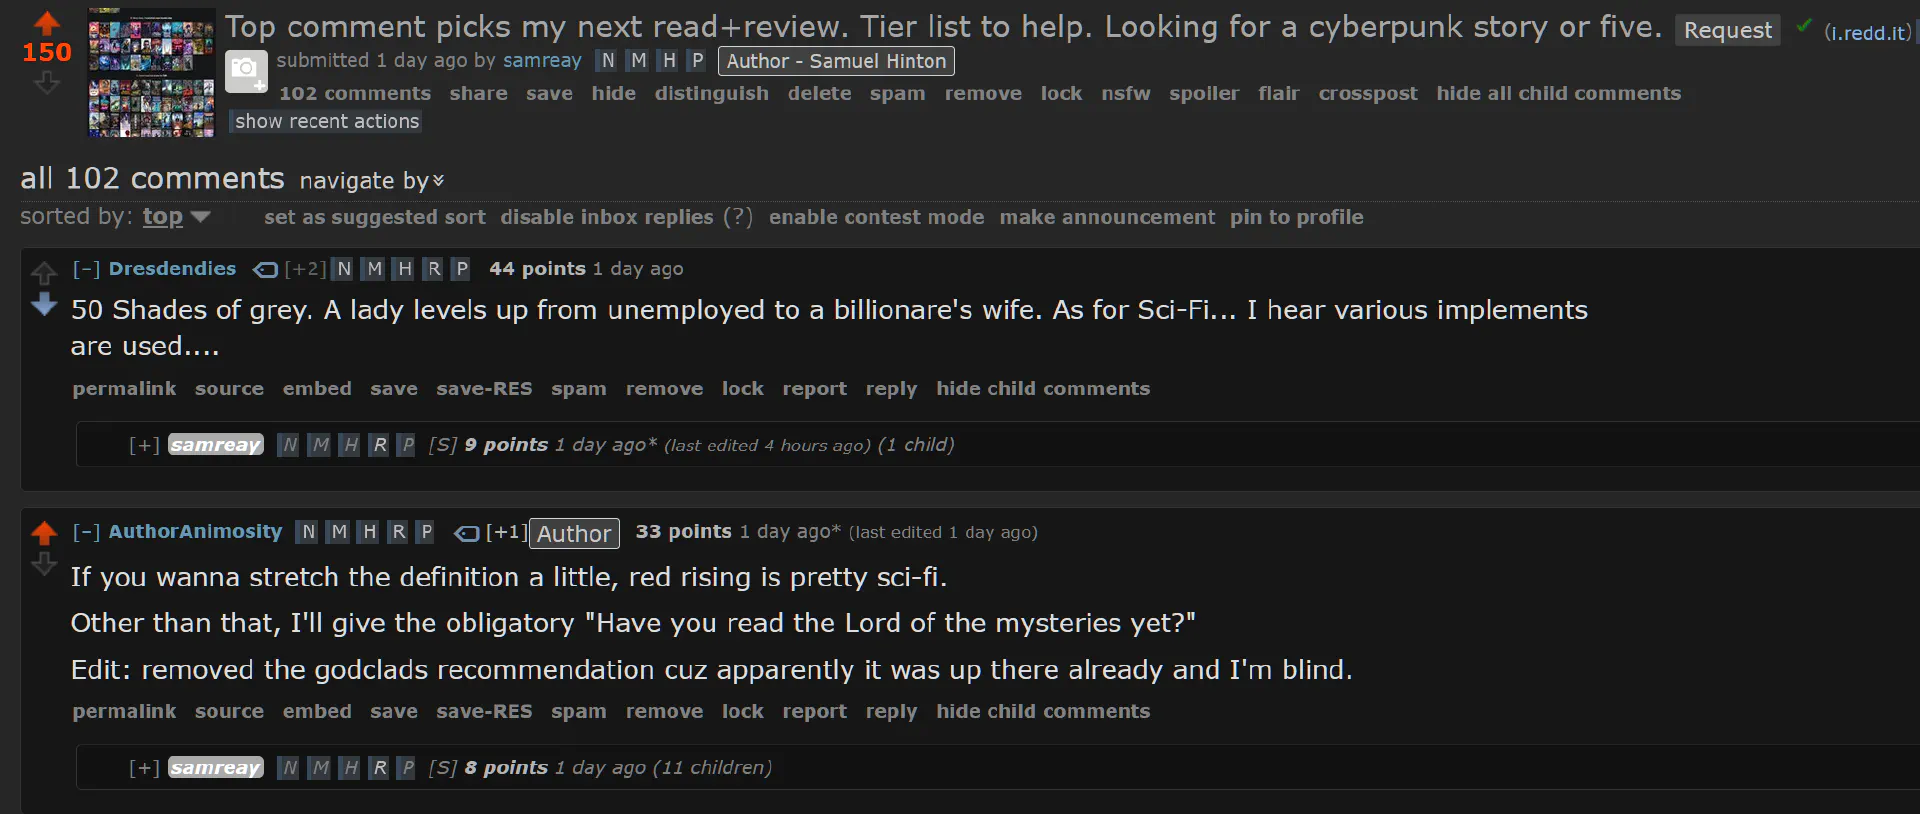 Top comment picks my next read+review. Tier list to help. Looking for a cyberpunk story or five. Request ✔ (i.redd.it)
150
submitted 1 day ago by samreay N M H P Author - Samuel Hinton
102 comments share save hide distinguish delete spam remove lock nsfw spoiler flair crosspost hide all child comments
show recent actions
all 102 comments navigate by
sorted by: top set as suggested sort disable inbox replies (?) enable contest mode make announcement pin to profile
[–] Dresdendies [+2] N M H R P 44 points 1 day ago
50 Shades of grey. A lady levels up from unemployed to a billionare's wife. As for Sci-Fi... I hear various implements
are used....
permalink source embed save save-RES spam remove lock report reply hide child comments
[+] samreay N M H R P [S] 9 points 1 day ago* (last edited 4 hours ago) (1 child)
[–] AuthorAnimosity N M H R P [+1] Author 33 points 1 day ago* (last edited 1 day ago)
If you wanna stretch the definition a little, red rising is pretty sci-fi.
Other than that, I'll give the obligatory "Have you read the Lord of the mysteries yet?"
Edit: removed the godclads recommendation cuz apparently it was up there already and I'm blind.
permalink source embed save save-RES spam remove lock report reply hide child comments
[+] samreay N M H R P [S] 8 points 1 day ago (11 children)